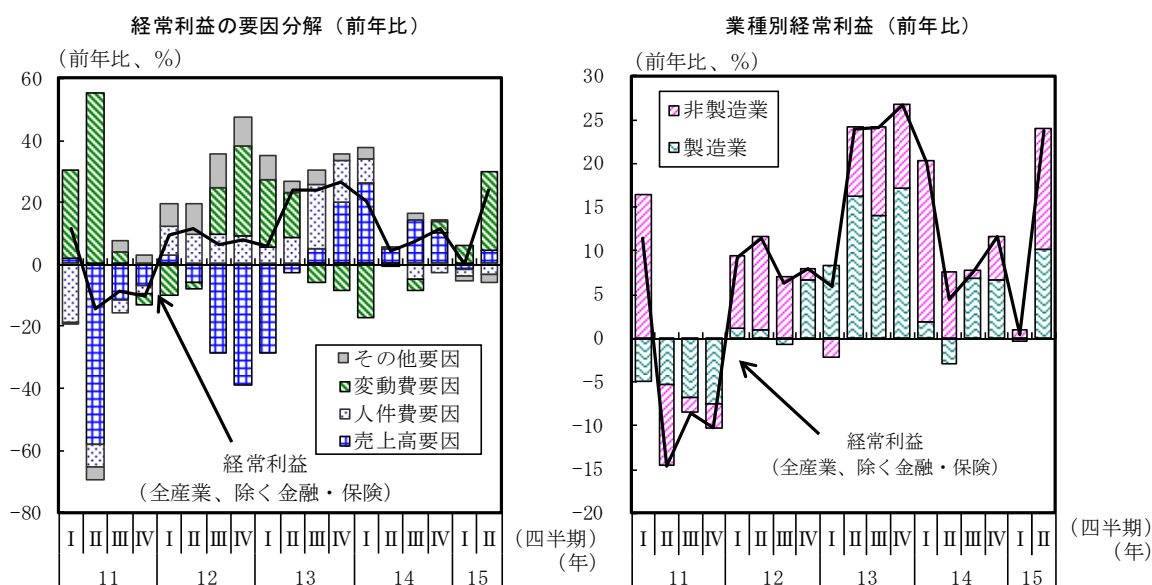 経常利益の要因分解（前年比）
（前年比、％）
60
40
20
0
−20
−40
−60
−80
その他要因
変動費要因
人件費要因
売上高要因
経常利益
（全産業、除く金融・保険）
Ⅰ Ⅱ Ⅲ Ⅳ Ⅰ Ⅱ Ⅲ Ⅳ Ⅰ Ⅱ Ⅲ Ⅳ Ⅰ Ⅱ Ⅲ Ⅳ Ⅰ Ⅱ （四半期）
11 12 13 14 15 （年）
業種別経常利益（前年比）
（前年比、％）
30
25
20
15
10
5
0
−5
−10
−15
−20
非製造業
製造業
経常利益
（全産業、除く金融・保険）
Ⅰ Ⅱ Ⅲ Ⅳ Ⅰ Ⅱ Ⅲ Ⅳ Ⅰ Ⅱ Ⅲ Ⅳ Ⅰ Ⅱ Ⅲ Ⅳ Ⅰ Ⅱ （四半期）
11 12 13 14 15 （年）